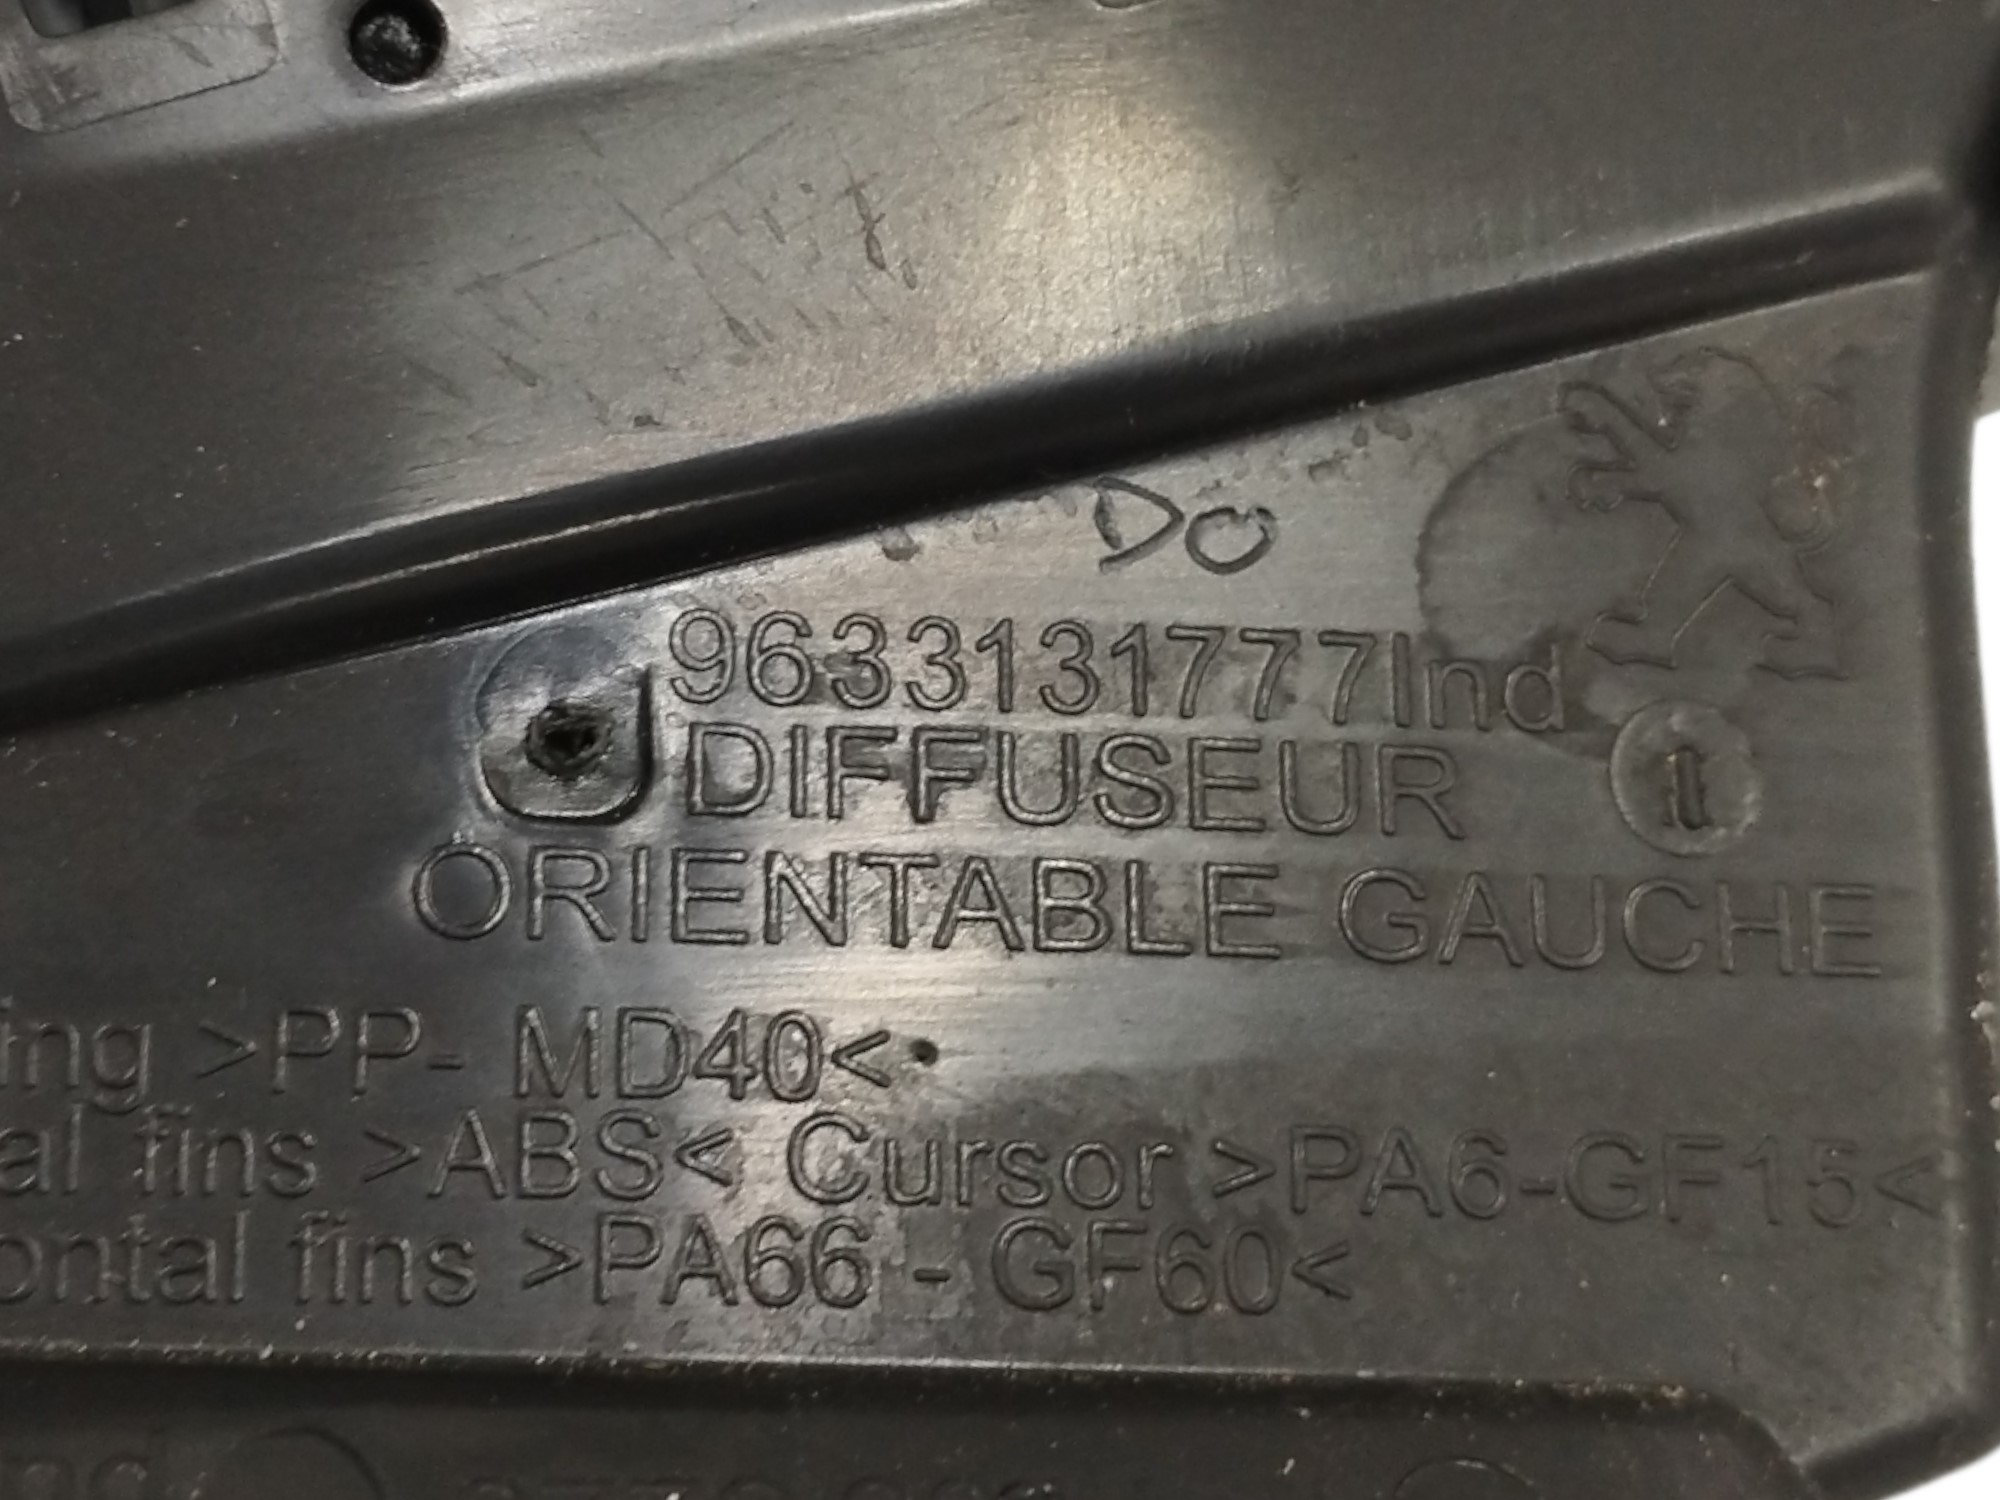 DO
9633131777Ind
DIFFUSEUR
ORIENTABLE GAUCHE
ing >PP- MD40<
al fins >ABS< Cursor >PA6-GF15<
ontal fins >PA66 - GF60<